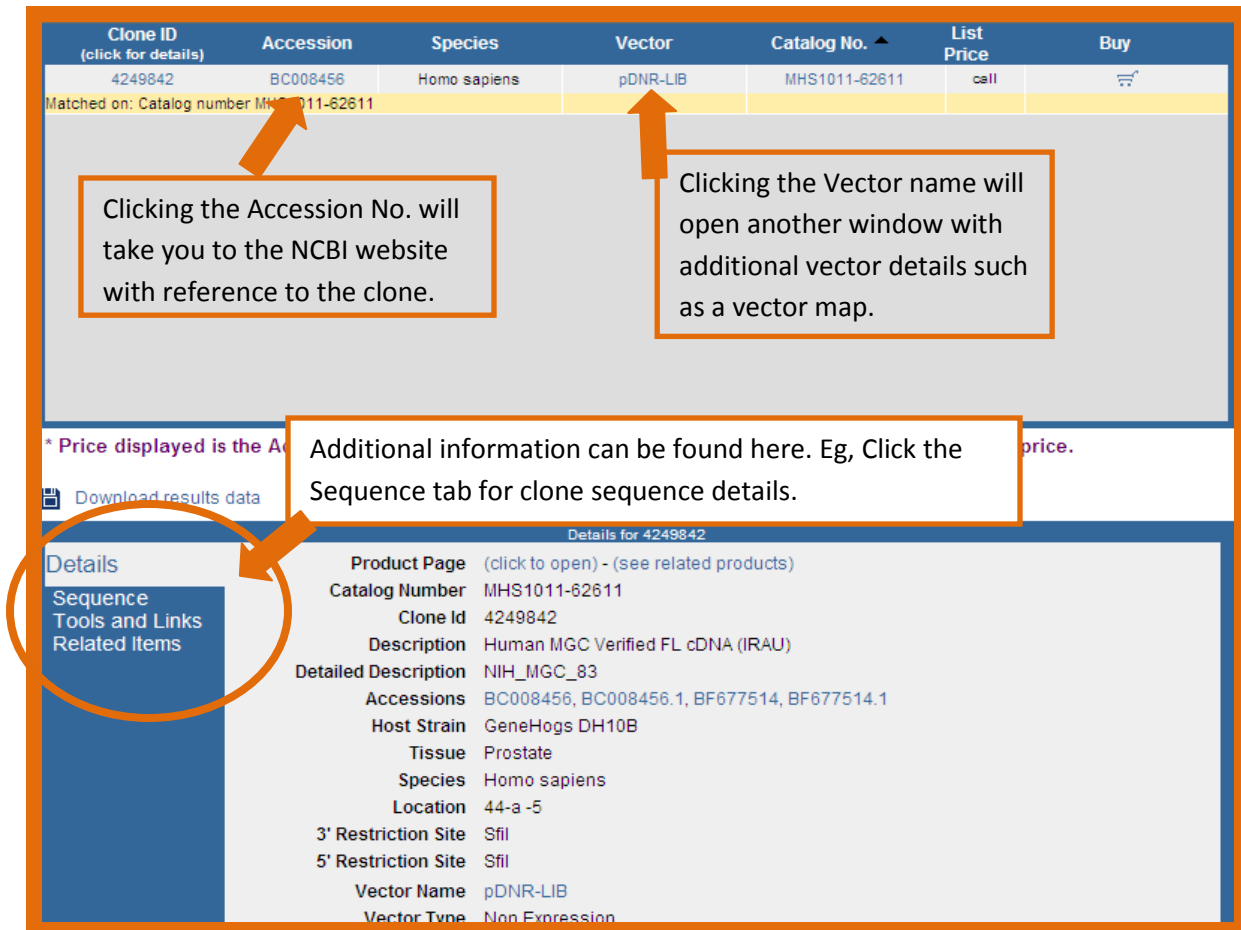 Clone ID (click for details) Accession Species Vector Catalog No. List Price Buy
4249842 BC008456 Homo sapiens pDNR-LIB MHS1011-62611 call
Matched on: Catalog number MHS1011-62611
Clicking the Accession No. will
take you to the NCBI website
with reference to the clone.
Clicking the Vector name will
open another window with
additional vector details such
as a vector map.
* Price displayed is the price.
Additional information can be found here. Eg, Click the
Sequence tab for clone sequence details.
Download results data
Details for 4249842
Details
Sequence
Tools and Links
Related Items
Product Page (click to open) - (see related products)
Catalog Number MHS1011-62611
Clone Id 4249842
Description Human MGC Verified FL cDNA (IRAU)
Detailed Description NIH_MGC_83
Accessions BC008456, BC008456.1, BF677514, BF677514.1
Host Strain GeneHogs DH10B
Tissue Prostate
Species Homo sapiens
Location 44-a -5
3' Restriction Site SfiI
5' Restriction Site SfiI
Vector Name pDNR-LIB
Vector Type Non Expression